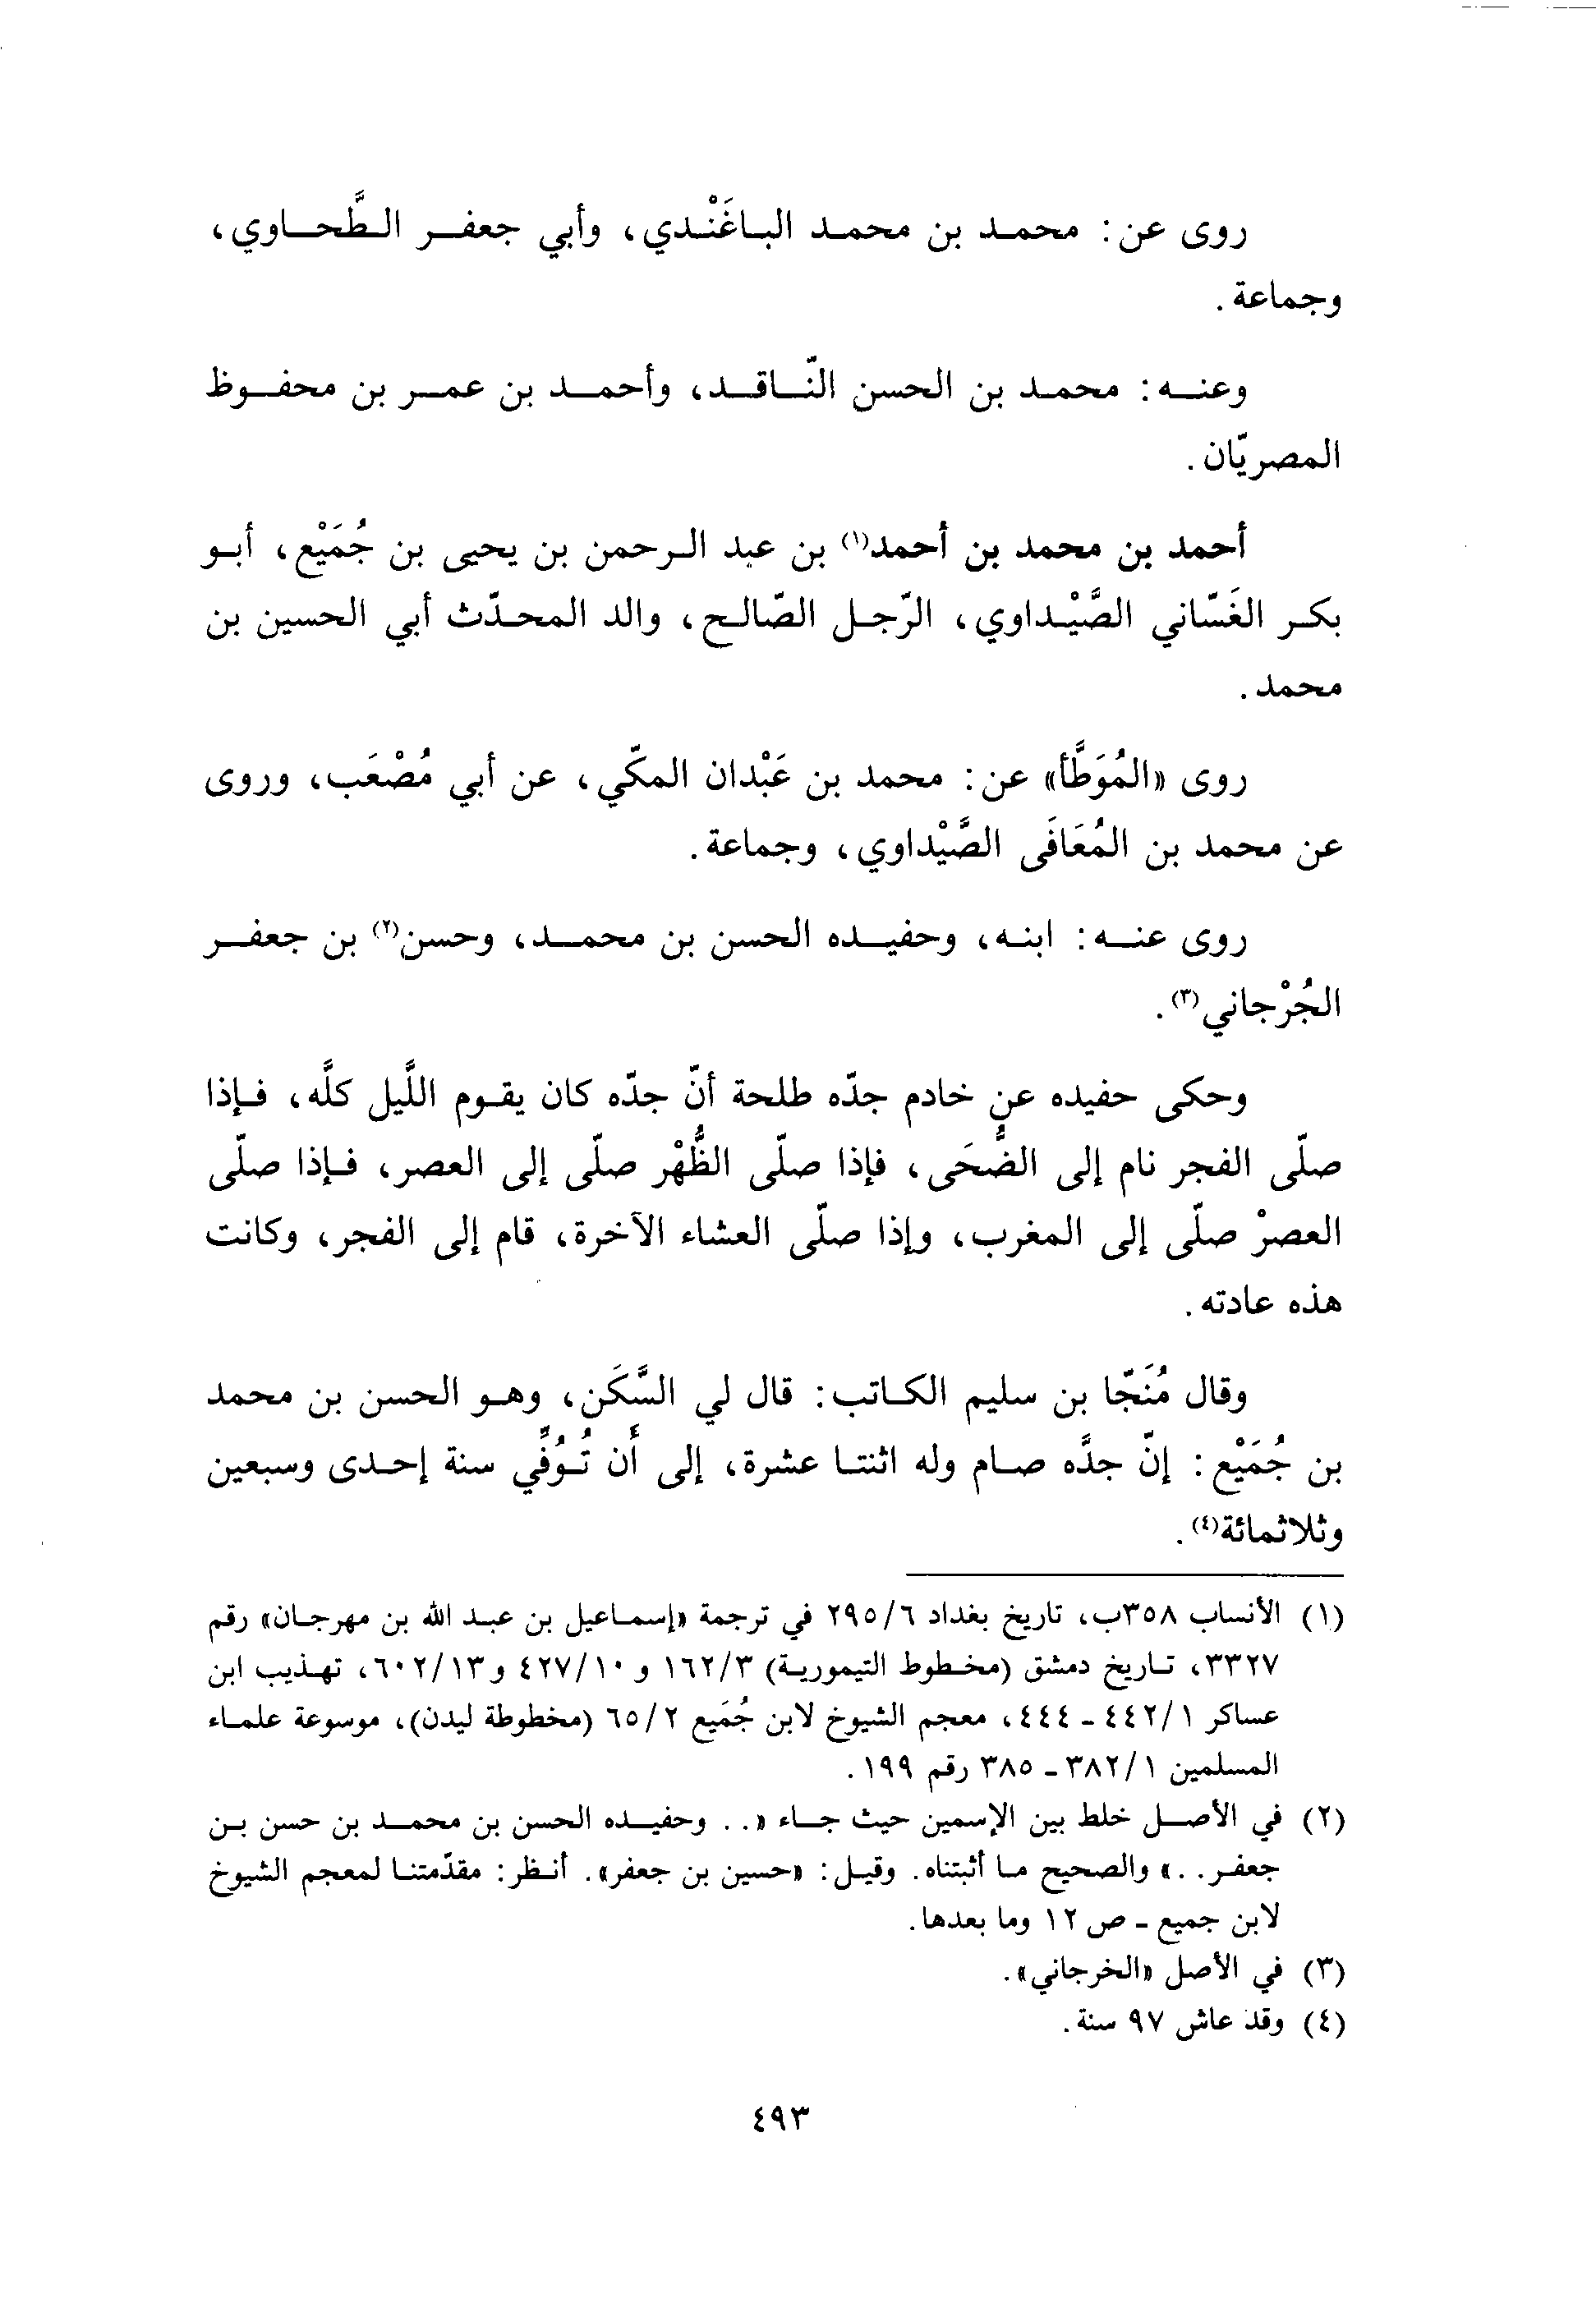 روى عن: محمد بن محمد الباغَنْدي، وأبي جعفر الطَّحاوي،
وجماعة.
وعنه: محمد بن الحسن النّاقد، وأحمد بن عمر بن محفوظ
المصريّان.
أحمد بن محمد بن أحمد(١) بن عبد الرحمن بن يحيى بن جُمَيْع، أبو
بكر الغَسّاني الصَّيْداوي، الرّجل الصّالح، والد المحدّث أبي الحسين بن
محمد.
روى «المُوَطَّأ» عن: محمد بن عَبْدان المكّي، عن أبي مُصْعَب، وروى
عن محمد بن المُعَافَى الصَّيْداوي، وجماعة.
روى عنه: ابنه، وحفيده الحسن بن محمد، وحسن(٢) بن جعفر
الجُرْجاني(٣).
وحكى حفيده عن خادم جدّه طلحة أنّ جدّه كان يقوم اللَّيل كلَّه، فإذا
صلّى الفجر نام إلى الضُّحَى، فإذا صلّى الظُّهْر صلّى إلى العصر، فإذا صلّى
العصرْ صلّى إلى المغرب، وإذا صلّى العشاء الآخرة، قام إلى الفجر، وكانت
هذه عادته.
وقال مُنَجّا بن سليم الكاتب: قال لي السَّكَن، وهو الحسن بن محمد
بن جُمَيْع: إنّ جدَّه صام وله اثنتا عشرة، إلى أَن تُوُفِّي سنة إحدى وسبعين
وثلاثمائة(٤).
(١) الأنساب ٣٥٨ب، تاريخ بغداد ٢٩٥/٦ في ترجمة «إسماعيل بن عبد الله بن مهرجان» رقم
٣٣٢٧، تاريخ دمشق (مخطوط التيمورية) ١٦٢/٣ و ٤٢٧/١٠ و٦٠٢/١٣، تهذيب ابن
عساكر ٤٤٢/١ ـ ٤٤٤، معجم الشيوخ لابن جُمَيع ٦٥/٢ (مخطوطة ليدن)، موسوعة علماء
المسلمين ٣٨٢/١ ـ ٣٨٥ رقم ١٩٩.
(٢) في الأصل خلط بين الإسمين حيث جاء «.. وحفيده الحسن بن محمد بن حسن بن
جعفر..» والصحيح ما أثبتناه. وقيل: «حسين بن جعفر». أنظر: مقدّمتنا لمعجم الشيوخ
لابن جميع ـ ص ١٢ وما بعدها.
(٣) في الأصل «الخرجاني».
(٤) وقد عاش ٩٧ سنة.
٤٩٣